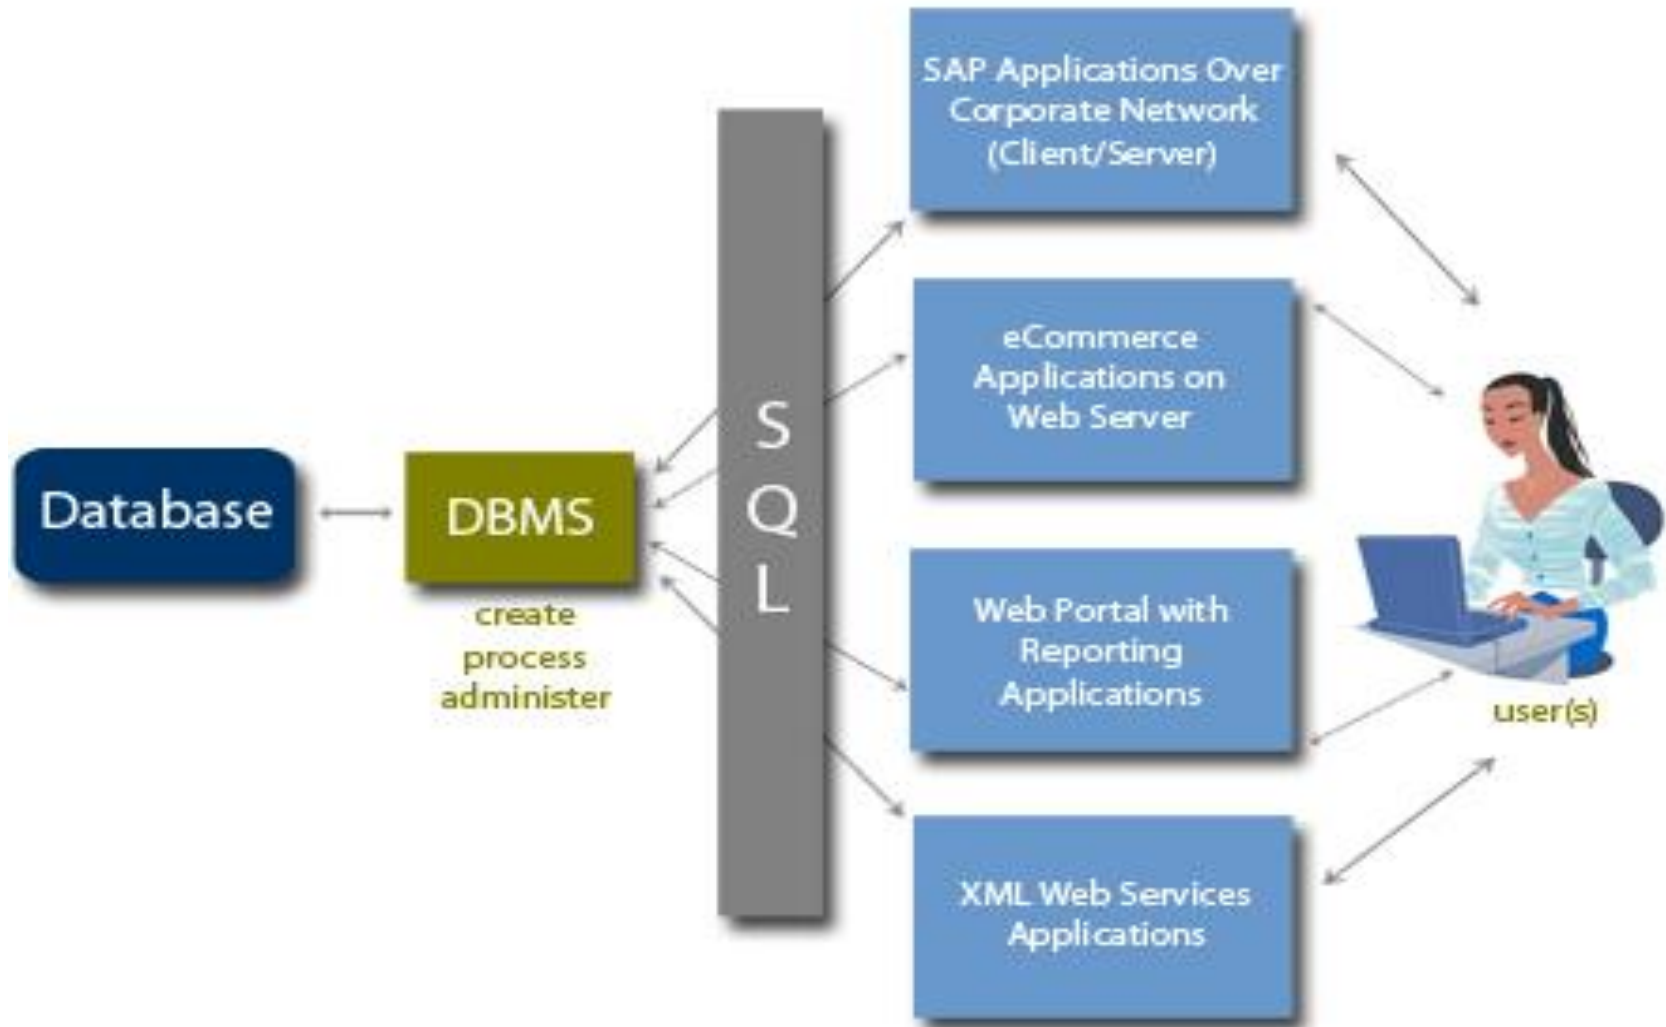 Database
DBMS
create
process
administer
S
Q
L
SAP Applications Over
Corporate Network
(Client/Server)
eCommerce
Applications on
Web Server
Web Portal with
Reporting
Applications
XML Web Services
Applications
user(s)